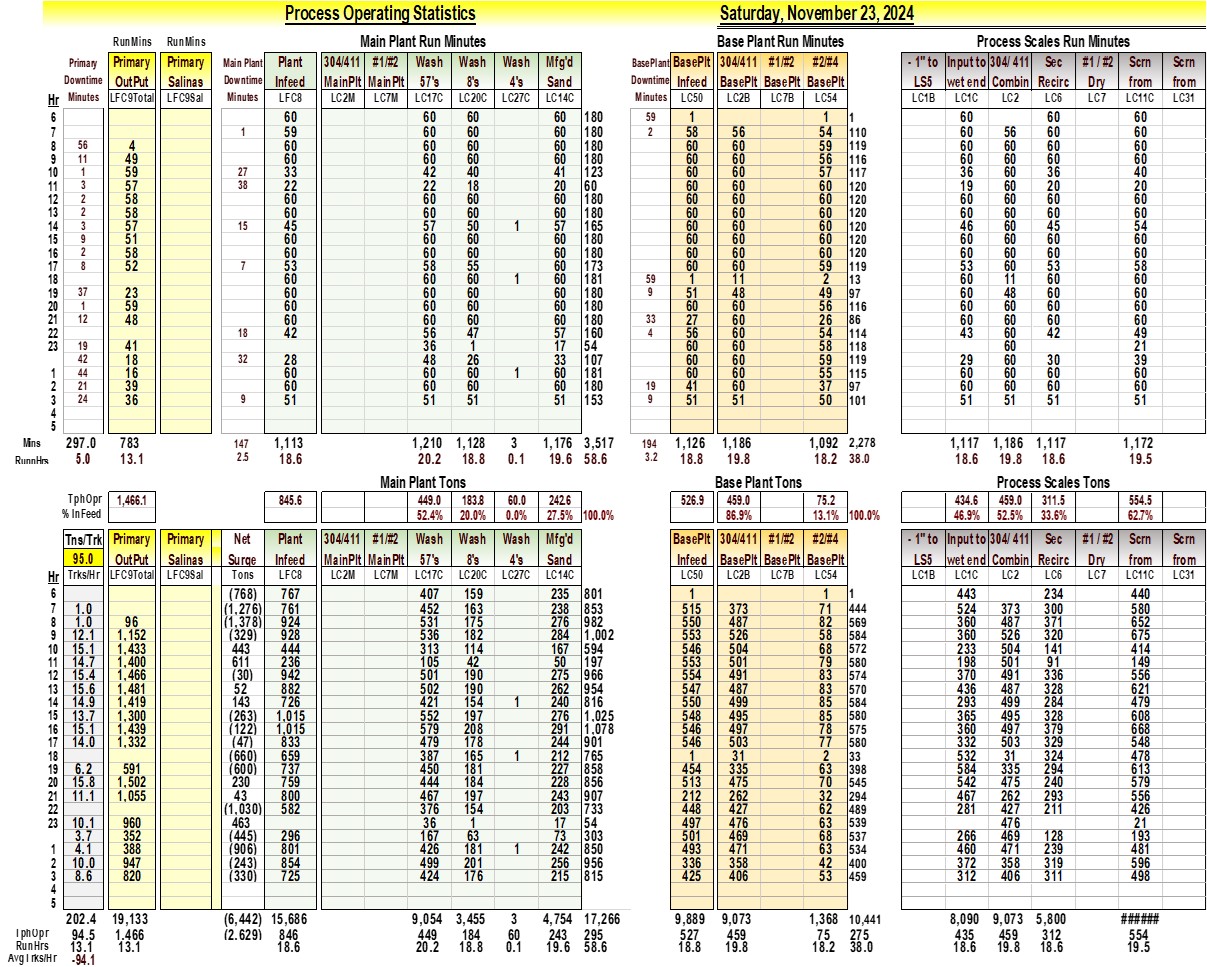 Process Operating Statistics Saturday, November 23, 2024
RunMins RunMins Main Plant Run Minutes Base Plant Run Minutes Process Scales Run Minutes
Primary Primary Primary Main Plant Plant 304/411 #1/#2 Wash Wash Wash Mfg'd BasePlant BasePlt 304/411 #1/#2 #2/#4 - 1" to Input to 304/ 411 Sec #1 / #2 Scrn Scrn
Downtime OutPut Salinas Downtime Infeed MainPlt MainPlt 57's 8's 4's Sand Downtime Infeed BasePlt BasePlt BasePlt LS5 wet end Combin Recirc Dry from from
Hr Minutes LFC9Total LFC9Sal Minutes LFC8 LC2M LC7M LC17C LC20C LC27C LC14C Minutes LC50 LC2B LC7B LC54 LC1B LC1C LC2 LC6 LC7 LC11C LC31
6 60 60 60 60 180 59 1 1 1 60 60 60
7 1 59 60 60 60 180 2 58 56 54 110 60 56 60 60
8 56 4 60 60 60 60 180 60 60 59 119 60 60 60 60
9 11 49 60 60 60 60 180 60 60 56 116 60 60 60 60
10 1 59 27 33 42 40 41 123 60 60 57 117 36 60 36 40
11 3 57 38 22 22 18 20 60 60 60 60 120 19 60 20 20
12 2 58 60 60 60 60 180 60 60 60 120 60 60 60 60
13 2 58 60 60 60 60 180 60 60 60 120 60 60 60 60
14 3 57 15 45 57 50 1 57 165 60 60 60 120 46 60 45 54
15 9 51 60 60 60 60 180 60 60 60 120 60 60 60 60
16 2 58 60 60 60 60 180 60 60 60 120 60 60 60 60
17 8 52 7 53 58 55 60 173 60 60 59 119 53 60 53 58
18 60 60 60 1 60 181 59 1 11 2 13 60 11 60 60
19 37 23 60 60 60 60 180 9 51 48 49 97 60 48 60 60
20 1 59 60 60 60 60 180 60 60 56 116 60 60 60 60
21 12 48 60 60 60 60 180 33 27 60 26 86 60 60 60 60
22 18 42 56 47 57 160 4 56 60 54 114 43 60 42 49
23 19 41 36 1 17 54 60 60 58 118 60 21
42 18 32 28 48 26 33 107 60 60 59 119 29 60 30 39
1 44 16 60 60 60 1 60 181 60 60 55 115 60 60 60 60
2 21 39 60 60 60 60 180 19 41 60 37 97 60 60 60 60
3 24 36 9 51 51 51 51 153 9 51 51 50 101 51 51 51 51
4
5
Mins 297.0 783 147 1,113 1,210 1,128 3 1,176 3,517 194 1,126 1,186 1,092 2,278 1,117 1,186 1,117 1,172
RunnHrs 5.0 13.1 2.5 18.6 20.2 18.8 0.1 19.6 58.6 3.2 18.8 19.8 18.2 38.0 18.6 19.8 18.6 19.5
Main Plant Tons Base Plant Tons Process Scales Tons
TphOpr 1,466.1 845.6 449.0 183.8 60.0 242.6 526.9 459.0 75.2 434.6 459.0 311.5 554.5
% InFeed 52.4% 20.0% 0.0% 27.5% 100.0% 86.9% 13.1% 100.0% 46.9% 52.5% 33.6% 62.7%
Tns/Trk Primary Primary Net Plant 304/411 #1/#2 Wash Wash Wash Mfg'd BasePlt 304/411 #1/#2 #2/#4 - 1" to Input to 304/ 411 Sec #1 / #2 Scrn Scrn
95.0 OutPut Salinas Surge Infeed MainPlt MainPlt 57's 8's 4's Sand Infeed BasePlt BasePlt BasePlt LS5 wet end Combin Recirc Dry from from
Hr Trks/Hr LFC9Total LFC9Sal Tons LFC8 LC2M LC7M LC17C LC20C LC27C LC14C LC50 LC2B LC7B LC54 LC1B LC1C LC2 LC6 LC7 LC11C LC31
6 (768) 767 407 159 235 801 1 1 1 443 234 440
7 1.0 (1,276) 761 452 163 238 853 515 373 71 444 524 373 300 580
8 1.0 96 (1,378) 924 531 175 276 982 550 487 82 569 360 487 371 652
9 12.1 1,152 (329) 928 536 182 284 1,002 553 526 58 584 360 526 320 675
10 15.1 1,433 443 444 313 114 167 594 546 504 68 572 233 504 141 414
11 14.7 1,400 611 236 105 42 50 197 553 501 79 580 198 501 91 149
12 15.4 1,466 (30) 942 501 190 275 966 554 491 83 574 370 491 336 556
13 15.6 1,481 52 882 502 190 262 954 547 487 83 570 436 487 328 621
14 14.9 1,419 143 726 421 154 1 240 816 550 499 85 584 293 499 284 479
15 13.7 1,300 (263) 1,015 552 197 276 1,025 548 495 85 580 365 495 328 608
16 15.1 1,439 (122) 1,015 579 208 291 1,078 546 497 78 575 360 497 379 668
17 14.0 1,332 (47) 833 479 178 244 901 546 503 77 580 332 503 329 548
18 (660) 659 387 165 1 212 765 1 31 2 33 532 31 324 478
19 6.2 591 (600) 737 450 181 227 858 454 335 63 398 584 335 294 613
20 15.8 1,502 230 759 444 184 228 856 513 475 70 545 542 475 240 579
21 11.1 1,055 43 800 467 197 243 907 212 262 32 294 467 262 293 556
22 (1,030) 582 376 154 203 733 448 427 62 489 281 427 211 426
23 10.1 960 463 36 1 17 54 497 476 63 539 476 21
3.7 352 (445) 296 167 63 73 303 501 469 68 537 266 469 128 193
1 4.1 388 (906) 801 426 181 1 242 850 493 471 63 534 460 471 239 481
2 10.0 947 (243) 854 499 201 256 956 336 358 42 400 372 358 319 596
3 8.6 820 (330) 725 424 176 215 815 425 406 53 459 312 406 311 498
4
5
202.4 19,133 (6,442) 15,686 9,054 3,455 3 4,754 17,266 9,889 9,073 1,368 10,441 8,090 9,073 5,800 ######
TphOpr 94.5 1,466 (2,629) 846 449 184 60 243 295 527 459 75 275 435 459 312 554
RunHrs 13.1 13.1 18.6 20.2 18.8 0.1 19.6 58.6 18.8 19.8 18.2 38.0 18.6 19.8 18.6 19.5
AvgTrks/Hr -94.1